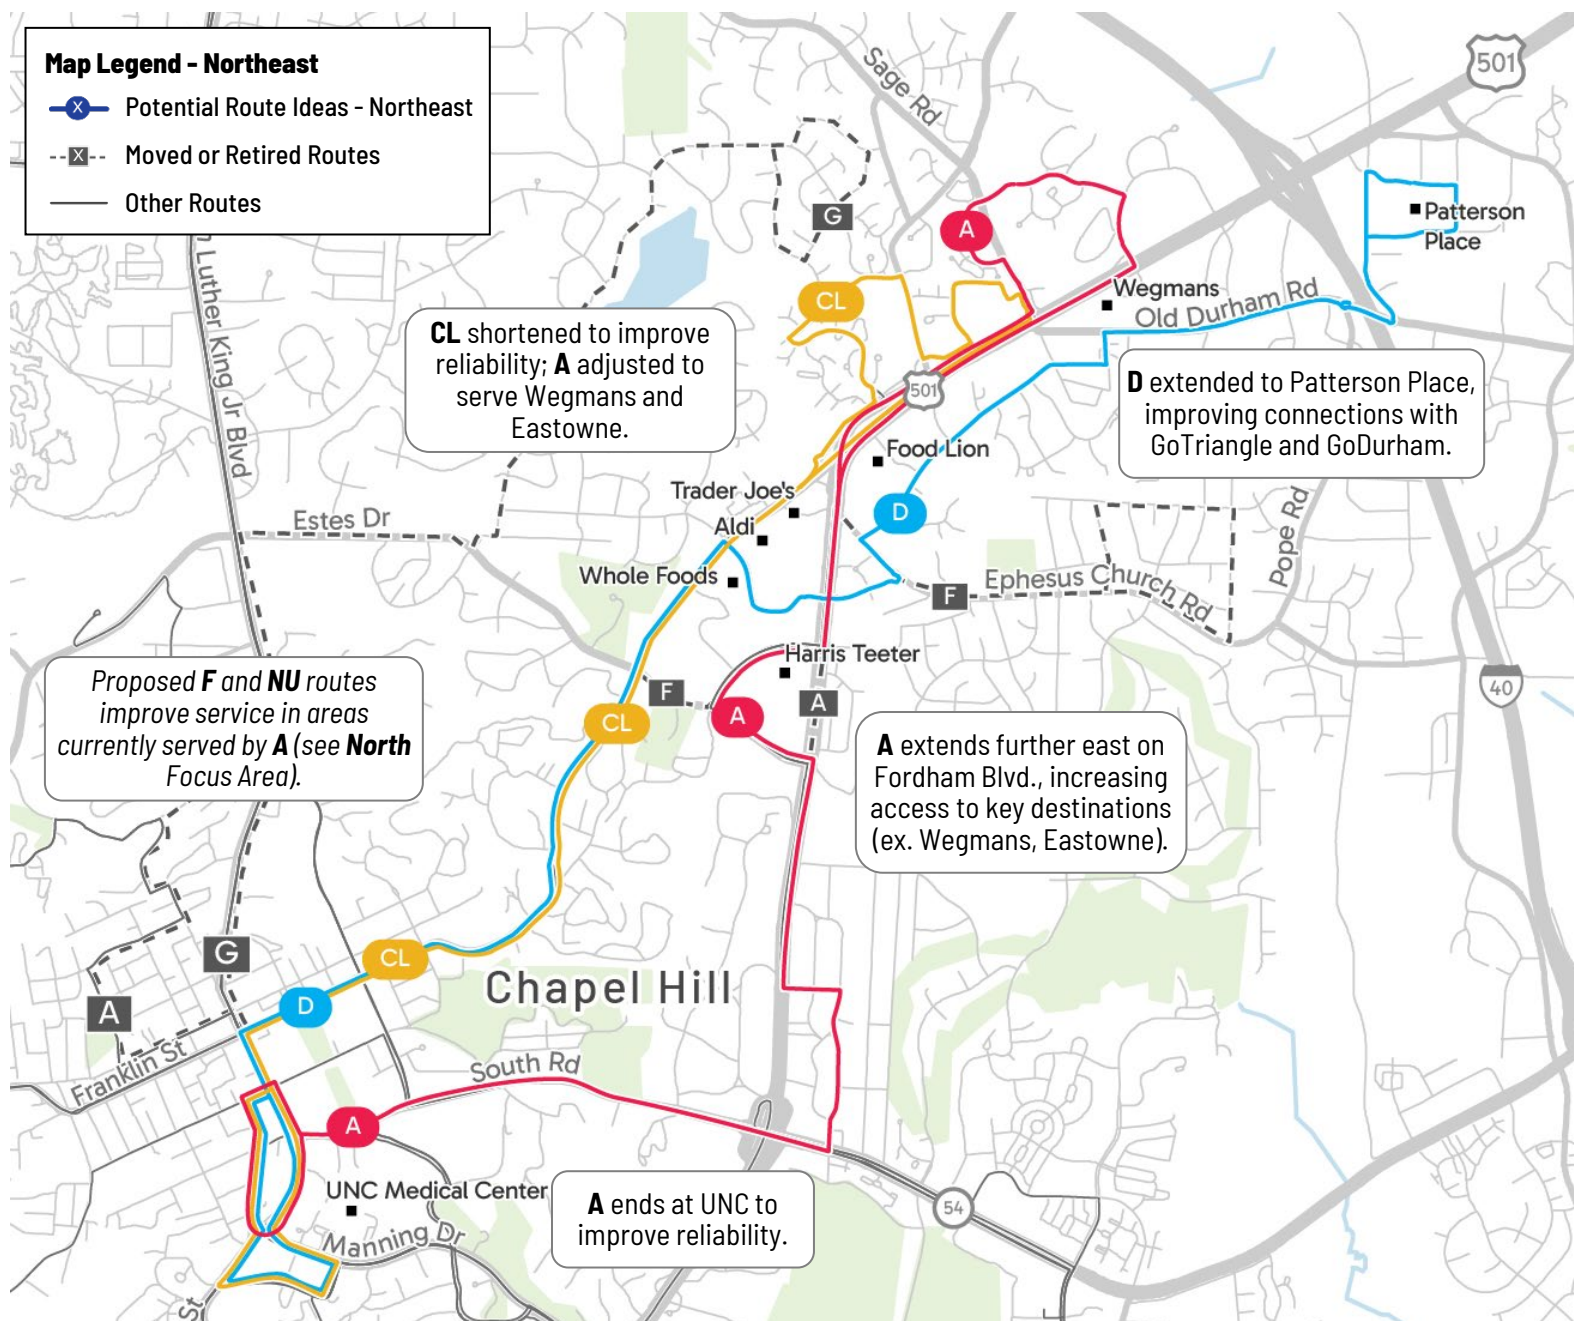 Map Legend - Northeast
X Potential Route Ideas - Northeast
X Moved or Retired Routes
Other Routes
501
Sage Rd
G
A
Patterson
Place
Luther King Jr Blvd
CL
Wegmans
Old Durham Rd
CL shortened to improve
reliability; A adjusted to
serve Wegmans and
Eastowne.
501
D extended to Patterson Place,
improving connections with
GoTriangle and GoDurham.
Food Lion
Trader Joe's
D
Aldi
Estes Dr
Pope Rd
Whole Foods
F
Ephesus Church Rd
Harris Teeter
Proposed F and NU routes
improve service in areas
currently served by A (see North
Focus Area).
F
A
A
CL
40
A extends further east on
Fordham Blvd., increasing
access to key destinations
(ex. Wegmans, Eastowne).
G
CL
Chapel Hill
D
A
Franklin St
South Rd
A
UNC Medical Center
A ends at UNC to
improve reliability.
54
Manning Dr
St